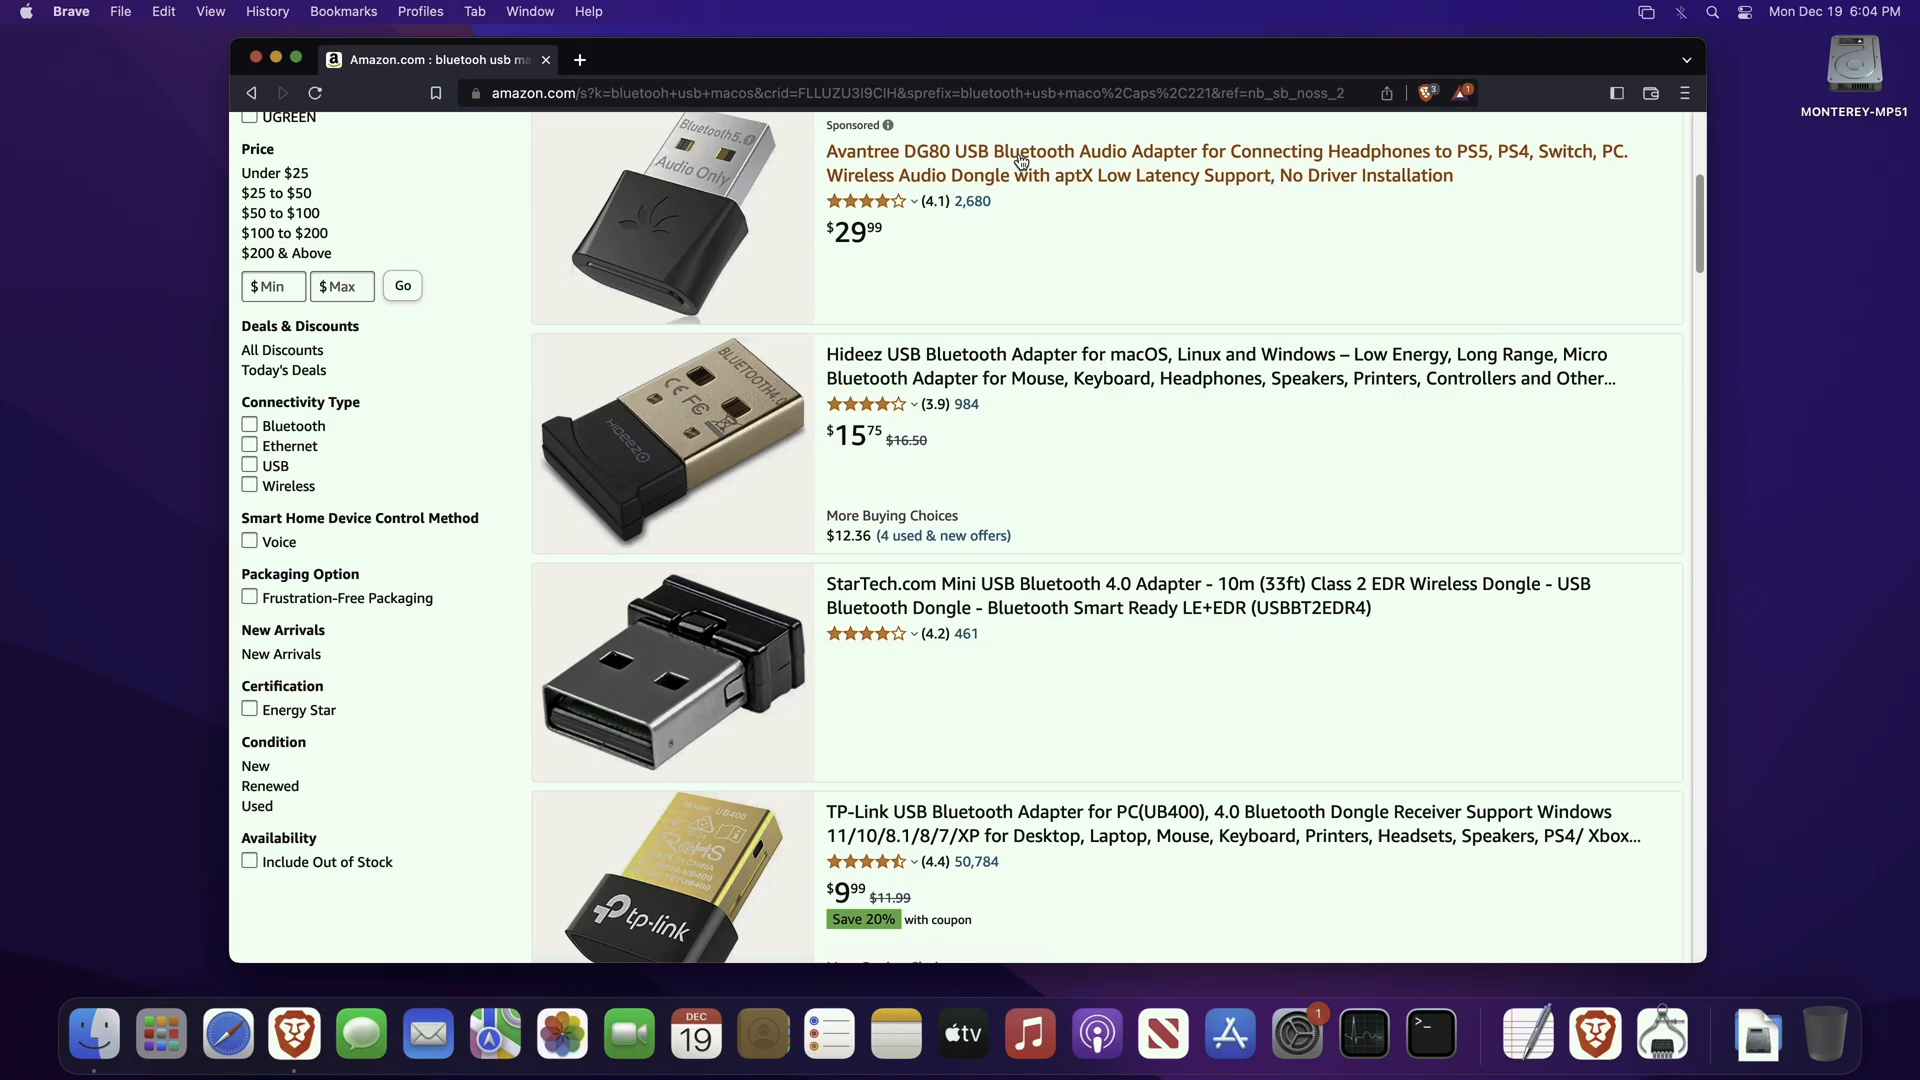 Brave File Edit View History Bookmarks Profiles Tab Window Help
Mon Dec 19 6:04 PM
MONTEREY-MP51
Amazon.com : bluetooh usb ma
amazon.com/s?k=bluetooh+usb+macos&crid=FLLUZU3I9CIH&sprefix=bluetooth+usb+maco%2Caps%2C221&ref=nb_sb_noss_2
3
1
UGREEN
Price
Under $25
$25 to $50
$50 to $100
$100 to $200
$200 & Above
$ Min $ Max Go
Deals & Discounts
All Discounts
Today's Deals
Connectivity Type
Bluetooth
Ethernet
USB
Wireless
Smart Home Device Control Method
Voice
Packaging Option
Frustration-Free Packaging
New Arrivals
New Arrivals
Certification
Energy Star
Condition
New
Renewed
Used
Availability
Include Out of Stock
Bluetooth5.0
Audio Only
Sponsored
Avantree DG80 USB Bluetooth Audio Adapter for Connecting Headphones to PS5, PS4, Switch, PC.
Wireless Audio Dongle with aptX Low Latency Support, No Driver Installation
(4.1) 2,680
$2999
BLUETOOTH4.0
CE FC
HIDEEZ
Hideez USB Bluetooth Adapter for macOS, Linux and Windows – Low Energy, Long Range, Micro
Bluetooth Adapter for Mouse, Keyboard, Headphones, Speakers, Printers, Controllers and Other...
(3.9) 984
$1575 $16.50
More Buying Choices
$12.36 (4 used & new offers)
StarTech.com Mini USB Bluetooth 4.0 Adapter - 10m (33ft) Class 2 EDR Wireless Dongle - USB
Bluetooth Dongle - Bluetooth Smart Ready LE+EDR (USBBT2EDR4)
(4.2) 461
Model: UB400
RoHS
tp-link
TP-Link USB Bluetooth Adapter for PC(UB400), 4.0 Bluetooth Dongle Receiver Support Windows
11/10/8.1/8/7/XP for Desktop, Laptop, Mouse, Keyboard, Printers, Headsets, Speakers, PS4/ Xbox...
(4.4) 50,784
$999 $11.99
Save 20% with coupon
DEC
19
tv
1
>_